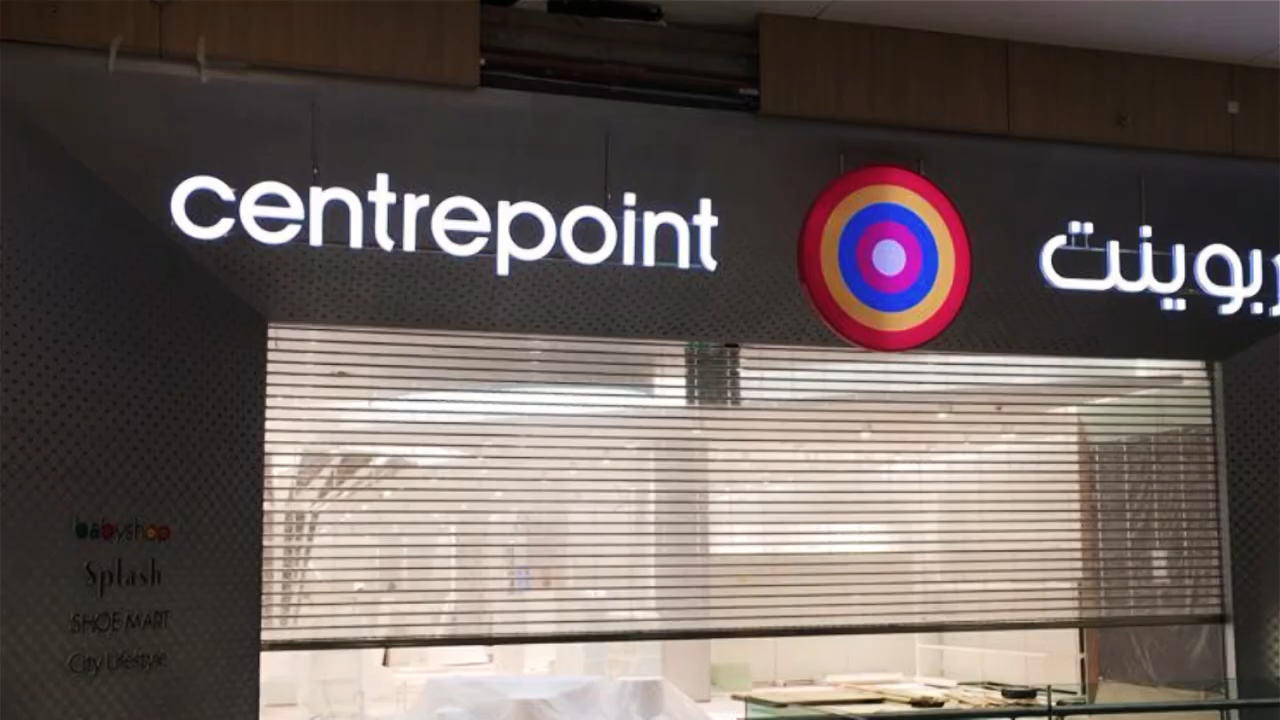 centrepoint
ربوينت
babyshop
Splash
SHOE MART
City Lifestyle